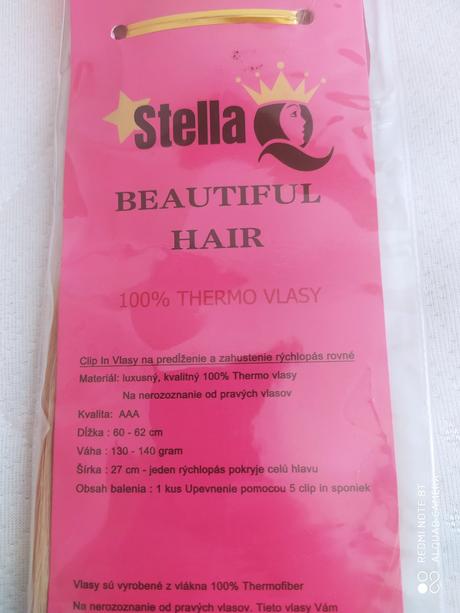 Stella
BEAUTIFUL
HAIR
100% THERMO VLASY
Clip In Vlasy na predĺženie a zahustenie rýchlopás rovné
Materiál: luxusný, kvalitný 100% Thermo vlasy
Na nerozoznanie od pravých vlasov
Kvalita: AAA
Dĺžka : 60 - 62 cm
Váha : 130 - 140 gram
Šírka : 27 cm - jeden rýchlopás pokryje celú hlavu
Obsah balenia : 1 kus Upevnenie pomocou 5 clip in sponiek
Vlasy sú vyrobené z vlákna 100% Thermofiber
Na nerozoznanie od pravých vlasov. Tieto vlasy Vám
REDMI NOTE 8T
AI QUAD CAMERA